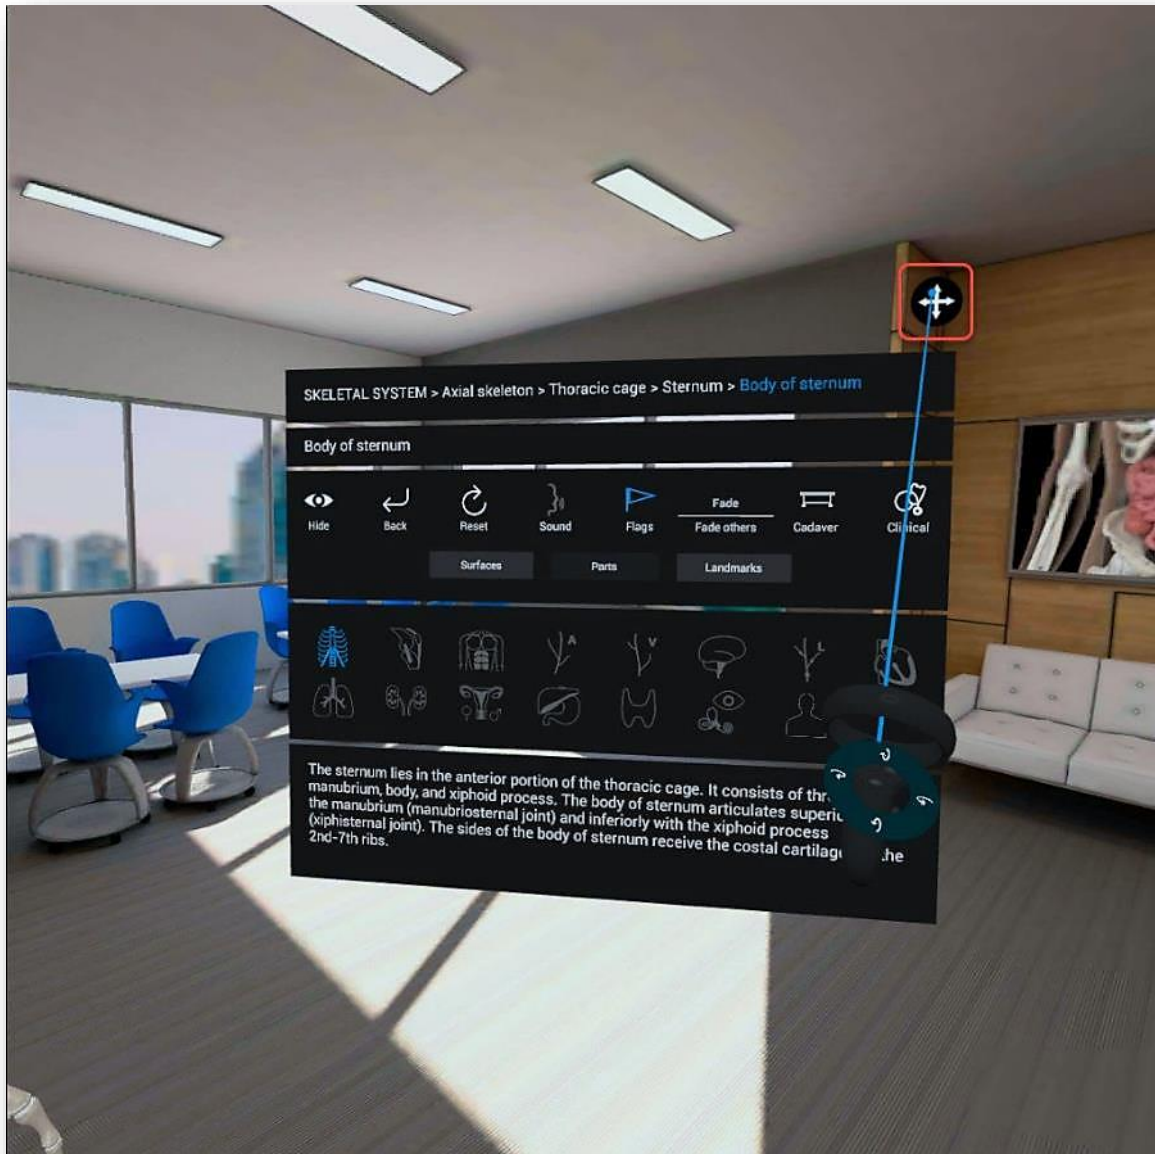 SKELETAL SYSTEM > Axial skeleton > Thoracic cage > Sternum > Body of sternum
Body of sternum
Hide Back Reset Sound Flags Fade Fade others Cadaver Clinical
Surfaces Parts Landmarks
A V L
The sternum lies in the anterior portion of the thoracic cage. It consists of
manubrium, body, and xiphoid process. The body of sternum articulates
the manubrium (manubriosternal joint) and inferiorly with the xiphoid process
(xiphisternal joint). The sides of the body of sternum receive the costal
2nd-7th ribs.